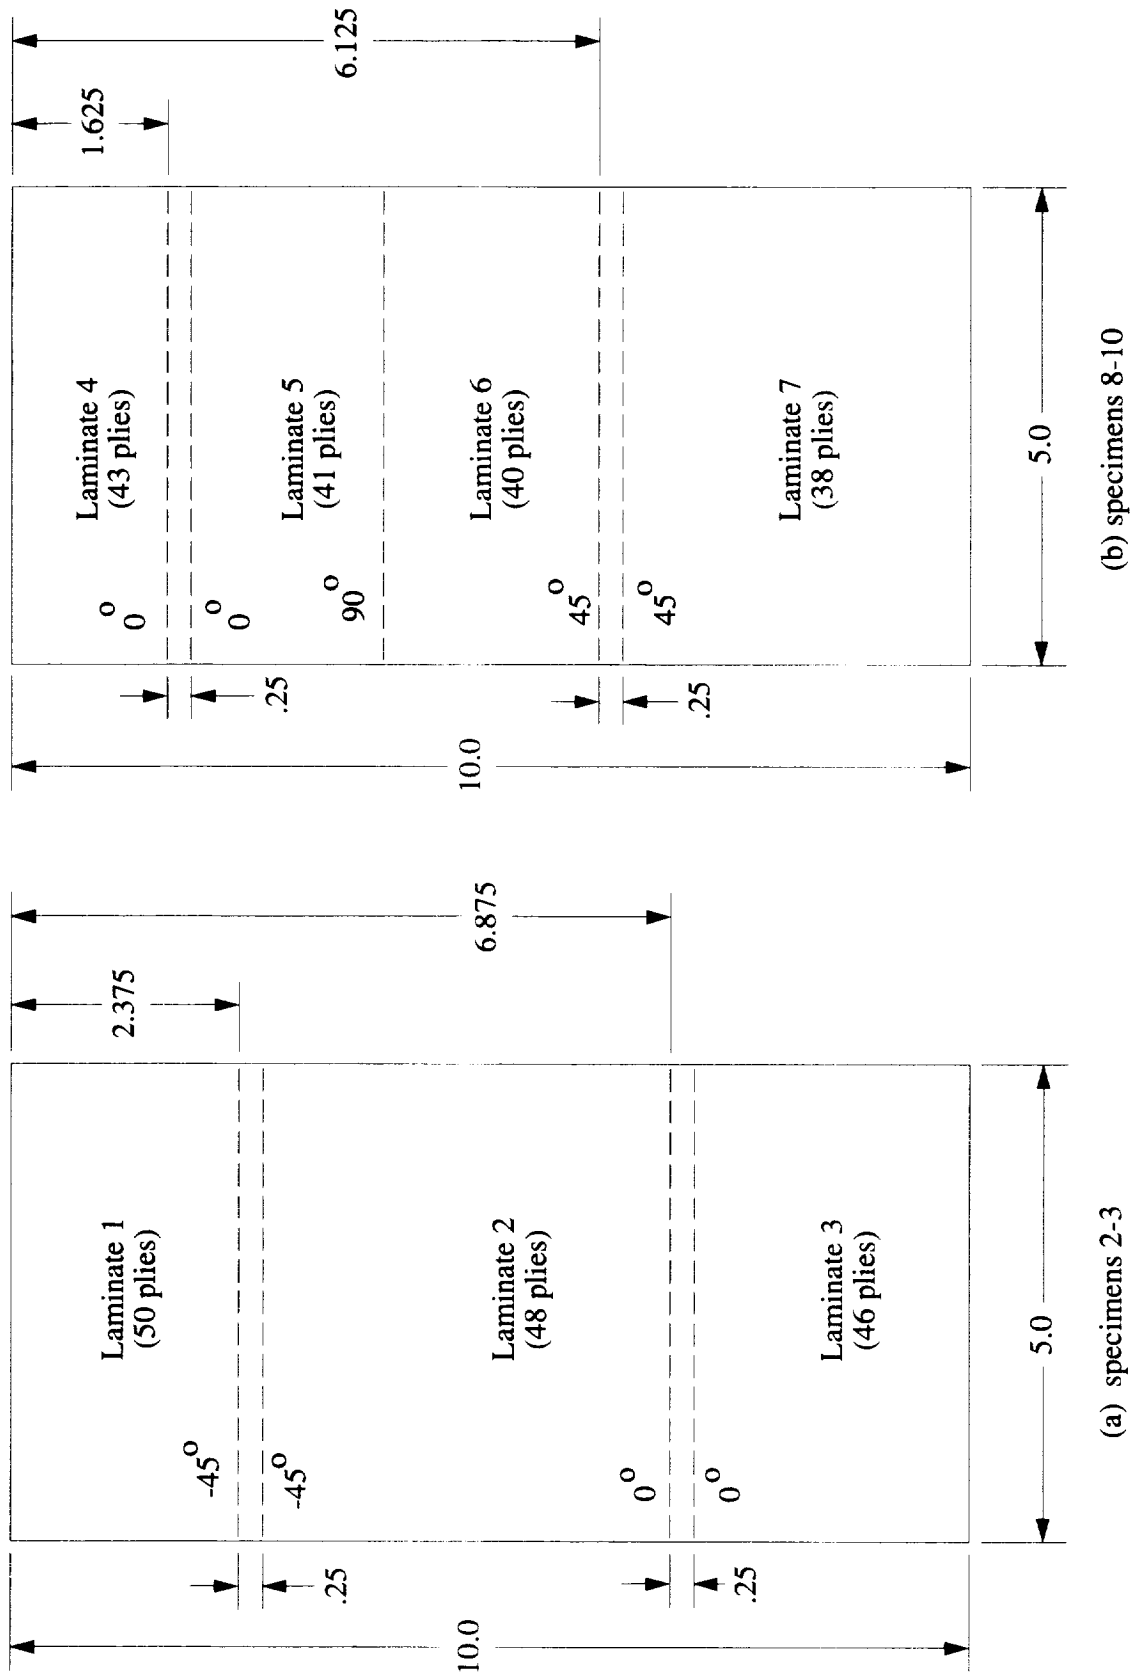 Laminate 1
(50 plies)
-45°
-45°
.25
2.375
6.875
10.0
Laminate 2
(48 plies)
0°
0°
.25
Laminate 3
(46 plies)
5.0
(a) specimens 2-3
Laminate 4
(43 plies)
0°
0°
.25
1.625
6.125
10.0
Laminate 5
(41 plies)
90°
Laminate 6
(40 plies)
45°
45°
.25
Laminate 7
(38 plies)
5.0
(b) specimens 8-10